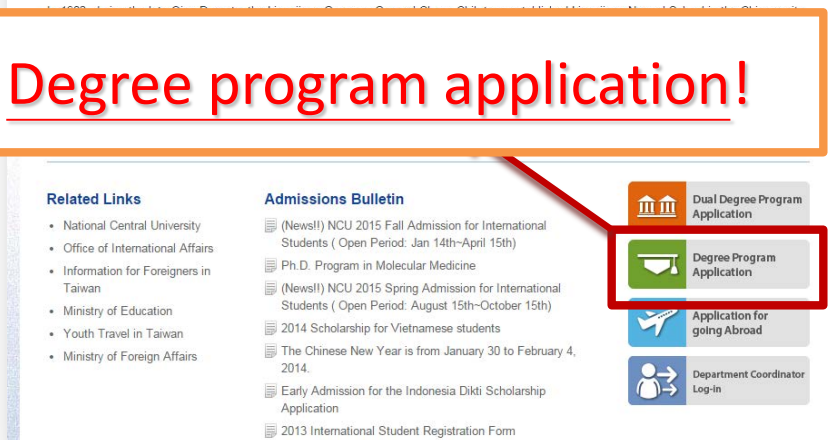 Degree program application!
Related Links
National Central University
Office of International Affairs
Information for Foreigners in
Taiwan
Ministry of Education
Youth Travel in Taiwan
Ministry of Foreign Affairs
Admissions Bulletin
(News!!) NCU 2015 Fall Admission for International
Students ( Open Period: Jan 14th~April 15th)
Ph.D. Program in Molecular Medicine
(News!!) NCU 2015 Spring Admission for International
Students ( Open Period: August 15th~October 15th)
2014 Scholarship for Vietnamese students
The Chinese New Year is from January 30 to February 4,
2014.
Early Admission for the Indonesia Dikti Scholarship
Application
2013 International Student Registration Form
Dual Degree Program
Application
Degree Program
Application
Application for
going Abroad
Department Coordinator
Log-in